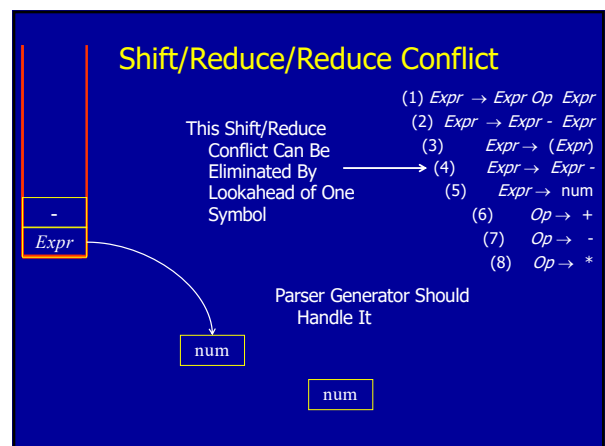 Shift/Reduce/Reduce Conflict
This Shift/Reduce
Conflict Can Be
Eliminated By
Lookahead of One
Symbol
(1) Expr → Expr Op Expr
(2) Expr → Expr - Expr
(3) Expr → (Expr)
(4) Expr → Expr -
(5) Expr → num
(6) Op → +
(7) Op → -
(8) Op → *
-
Expr
Parser Generator Should
Handle It
num
num